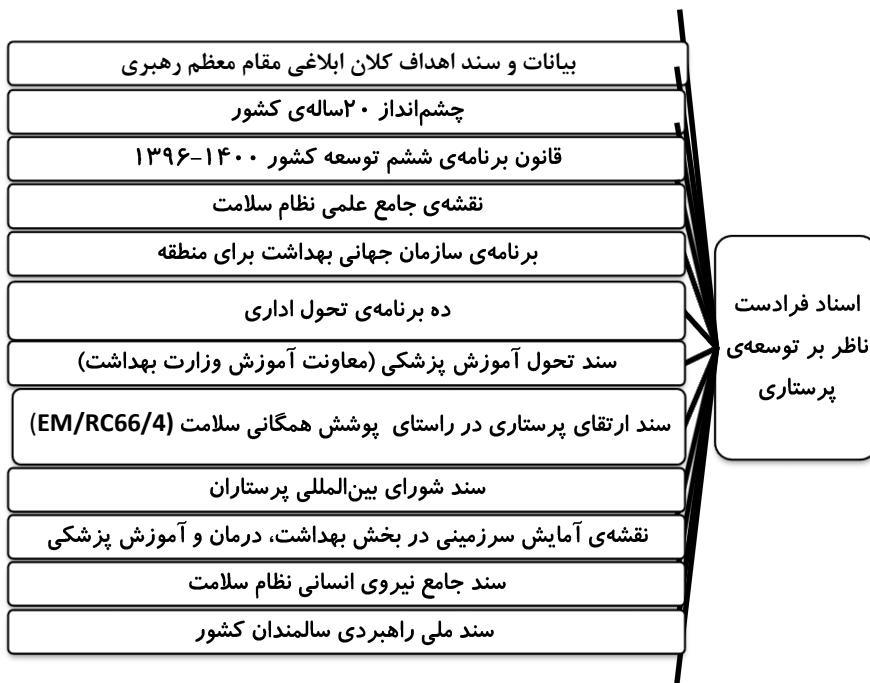 بیانات و سند اهداف کلان ابلاغی مقام معظم رهبری
چشم‌انداز ۲۰ساله‌ی کشور
قانون برنامه‌ی ششم توسعه کشور ۱۴۰۰-۱۳۹۶
نقشه‌ی جامع علمی نظام سلامت
برنامه‌ی سازمان جهانی بهداشت برای منطقه
ده برنامه‌ی تحول اداری
سند تحول آموزش پزشکی (معاونت آموزش وزارت بهداشت)
سند ارتقای پرستاری در راستای پوشش همگانی سلامت (EM/RC66/4)
سند شورای بین‌المللی پرستاران
نقشه‌ی آمایش سرزمینی در بخش بهداشت، درمان و آموزش پزشکی
سند جامع نیروی انسانی نظام سلامت
سند ملی راهبردی سالمندان کشور
اسناد فرادست
ناظر بر توسعه‌ی
پرستاری